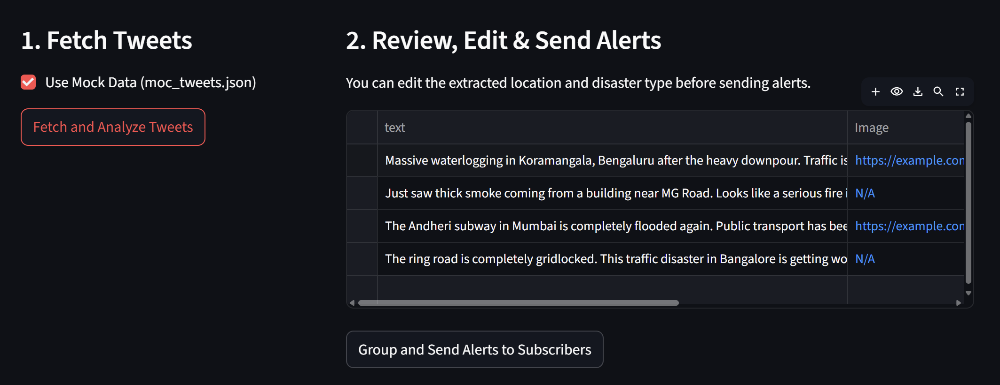 1. Fetch Tweets
Use Mock Data (moc_tweets.json)
Fetch and Analyze Tweets
2. Review, Edit & Send Alerts
You can edit the extracted location and disaster type before sending alerts.
text Image
Massive waterlogging in Koramangala, Bengaluru after the heavy downpour. Traffic is https://example.com
Just saw thick smoke coming from a building near MG Road. Looks like a serious fire N/A
The Andheri subway in Mumbai is completely flooded again. Public transport has bee N/A https://example.com
The ring road is completely gridlocked. This traffic disaster in Bangalore is getting wo N/A
Group and Send Alerts to Subscribers